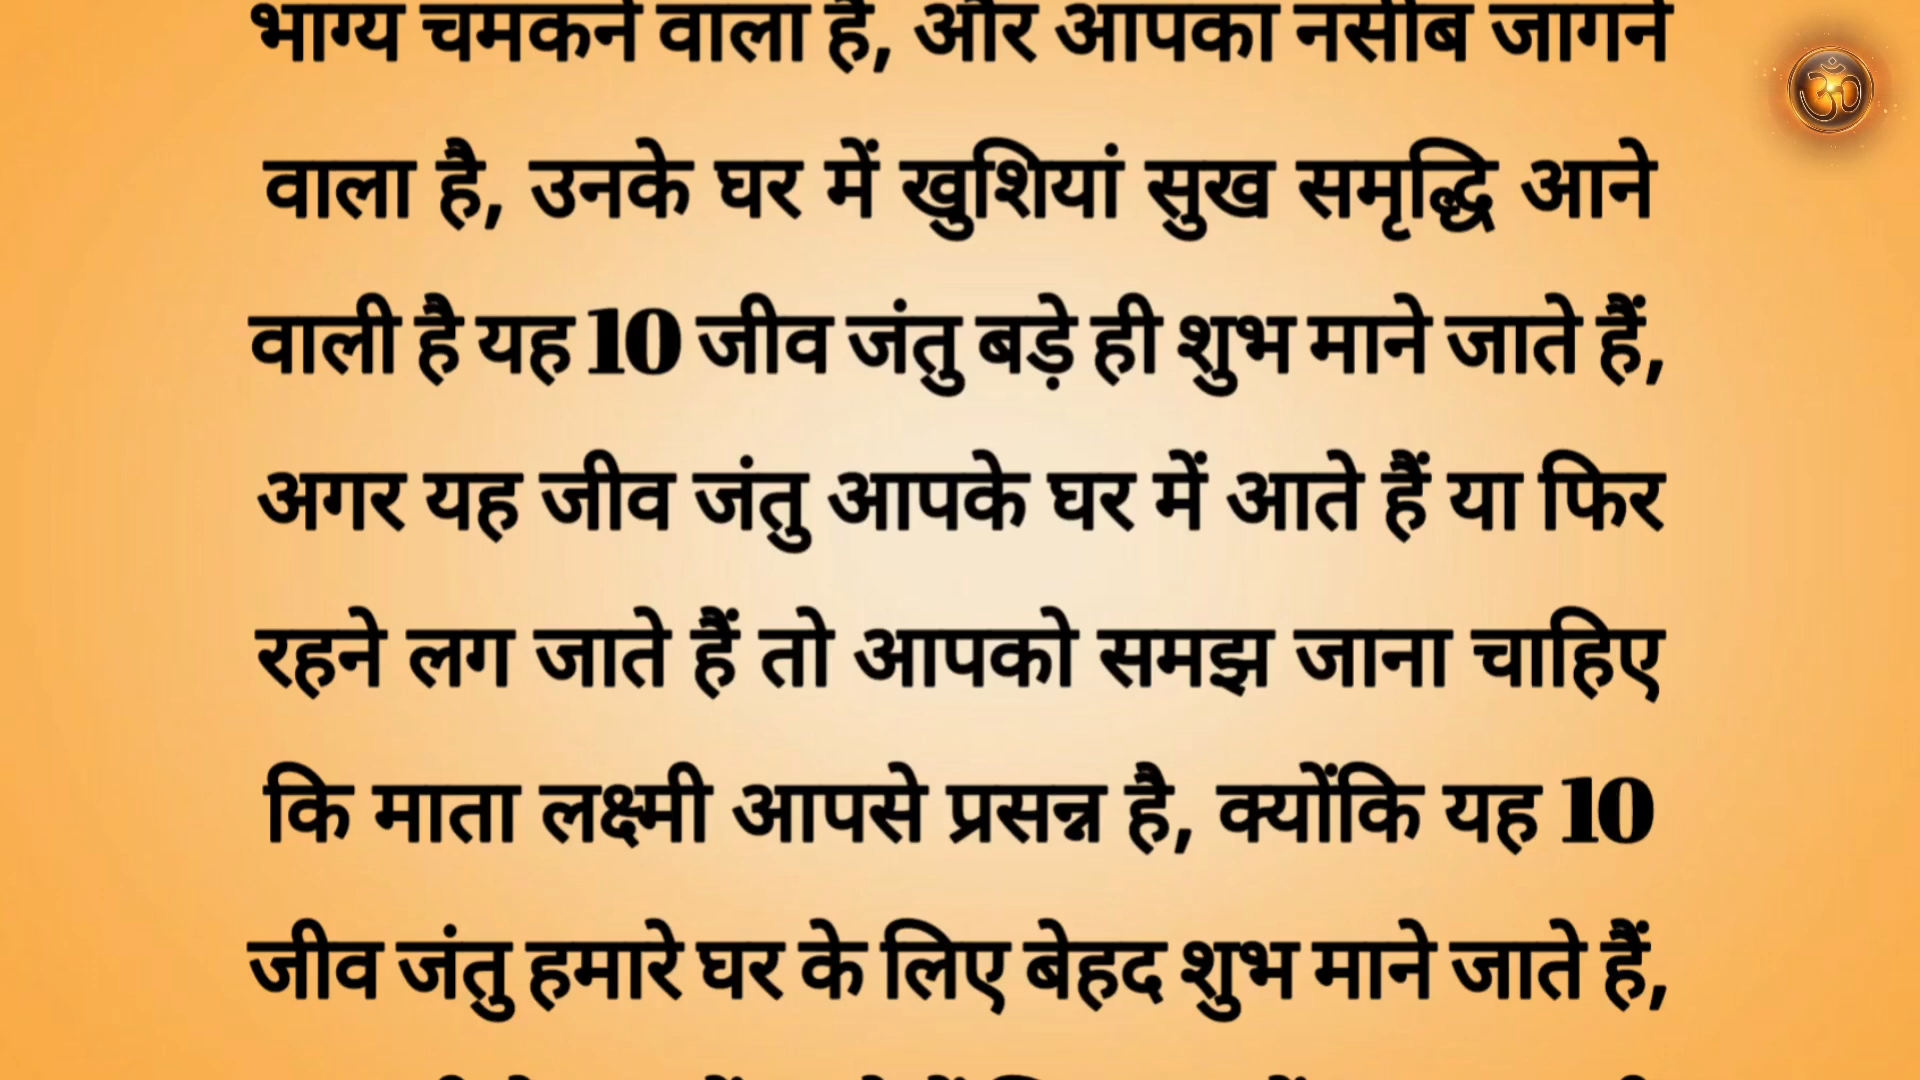 भाग्य चमकने वाला है, और आपका नसीब जागने
वाला है, उनके घर में खुशियां सुख समृद्धि आने
वाली है यह 10 जीव जंतु बड़े ही शुभ माने जाते हैं,
अगर यह जीव जंतु आपके घर में आते हैं या फिर
रहने लग जाते हैं तो आपको समझ जाना चाहिए
कि माता लक्ष्मी आपसे प्रसन्न है, क्योंकि यह 10
जीव जंतु हमारे घर के लिए बेहद शुभ माने जाते हैं,
ॐ